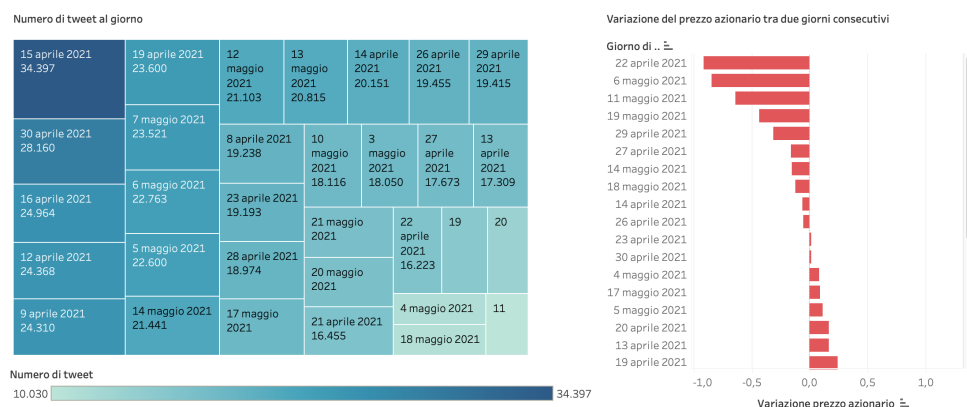 Numero di tweet al giorno
15 aprile 2021
34.397
30 aprile 2021
28.160
16 aprile 2021
24.964
12 aprile 2021
24.368
9 aprile 2021
24.310
19 aprile 2021
23.600
7 maggio 2021
23.521
6 maggio 2021
22.763
5 maggio 2021
22.600
14 maggio 2021
21.441
12
maggio
2021
21.103
13
maggio
2021
20.815
14 aprile
2021
20.151
26 aprile
2021
19.455
29 aprile
2021
19.415
8 aprile 2021
19.238
23 aprile 2021
19.193
28 aprile 2021
18.974
17 maggio
2021
10
maggio
2021
18.116
3
maggio
2021
18.050
27
aprile
2021
17.673
13
aprile
2021
17.309
21 maggio
2021
20 maggio
2021
21 aprile 2021
16.455
22
aprile
2021
16.223
19
20
4 maggio 2021
18 maggio 2021
11
Numero di tweet
10.030
34.397
Variazione del prezzo azionario tra due giorni consecutivi
Giorno di ..
22 aprile 2021
6 maggio 2021
11 maggio 2021
19 maggio 2021
29 aprile 2021
27 aprile 2021
14 maggio 2021
18 maggio 2021
14 aprile 2021
26 aprile 2021
23 aprile 2021
30 aprile 2021
4 maggio 2021
17 maggio 2021
5 maggio 2021
20 aprile 2021
13 aprile 2021
19 aprile 2021
-1,0 -0,5 0,0 0,5 1,0
Variazione prezzo azionario